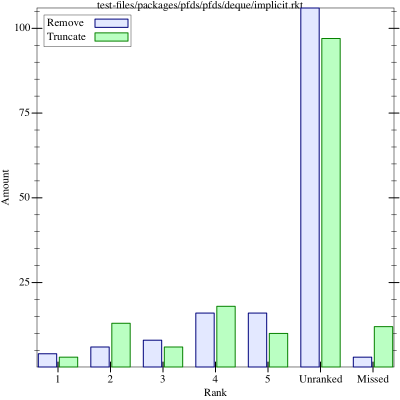 test-files/packages/pfds/pfds/deque/implicit.rkt
Remove
Truncate
100
75
50
25
Amount
1 2 3 4 5 Unranked Missed
Rank